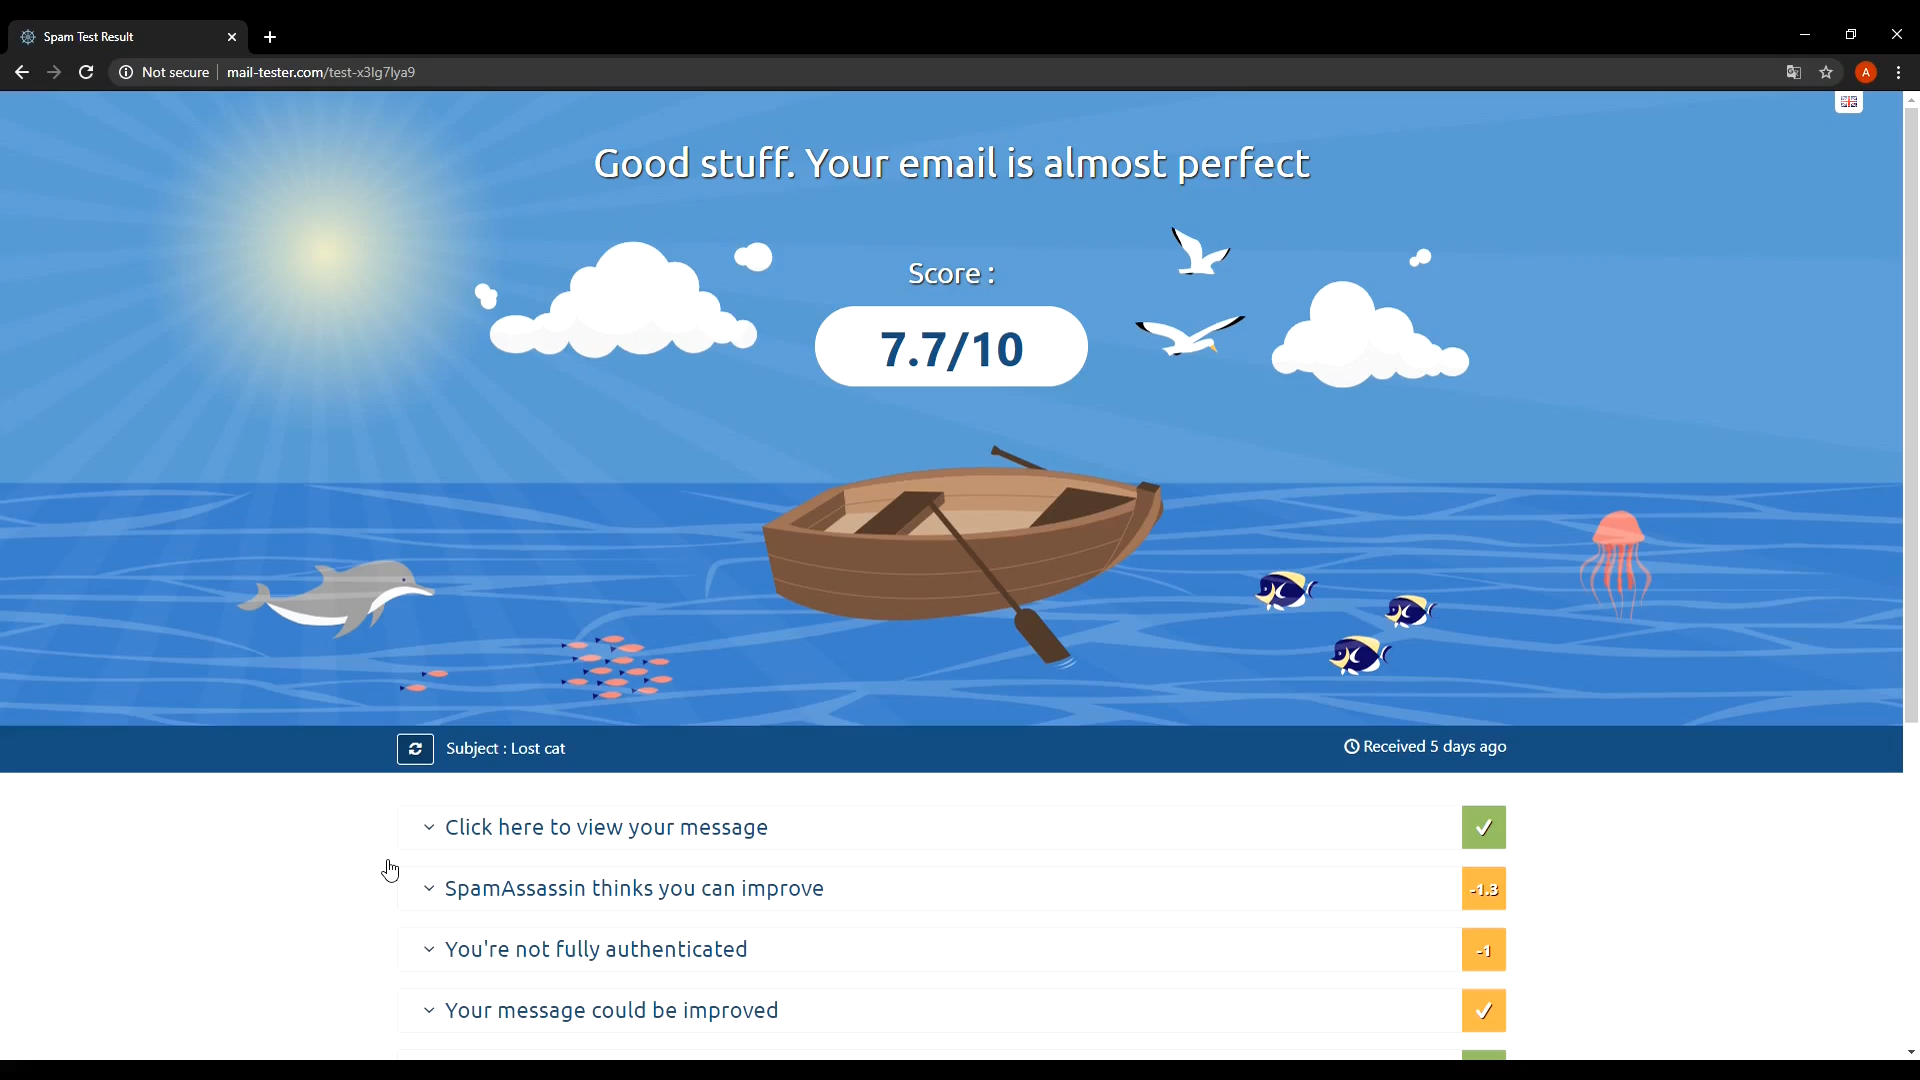 Spam Test Result
Not secure
mail-tester.com/test-x3lg7lya9
A
Good stuff. Your email is almost perfect
Score :
7.7/10
Subject : Lost cat
Received 5 days ago
Click here to view your message
SpamAssassin thinks you can improve
-1.3
You're not fully authenticated
-1
Your message could be improved